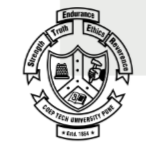 Endurance
Truth
Ethics
Strength
Reverence
COEP TECH UNIVERSITY PUNE
★ Estd. 1854 ★